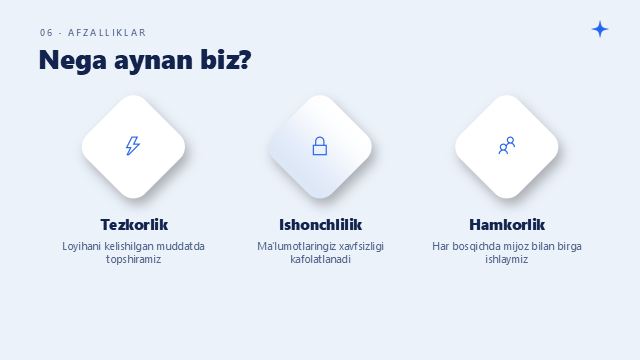 06 - AFZALLIKLAR
Nega aynan biz?
Tezkorlik
Loyihani kelishilgan muddatda
topshiramiz
Ishonchlilik
Ma'lumotlaringiz xavfsizligi
kafolatlanadi
Hamkorlik
Har bosqichda mijoz bilan birga
ishlaymiz